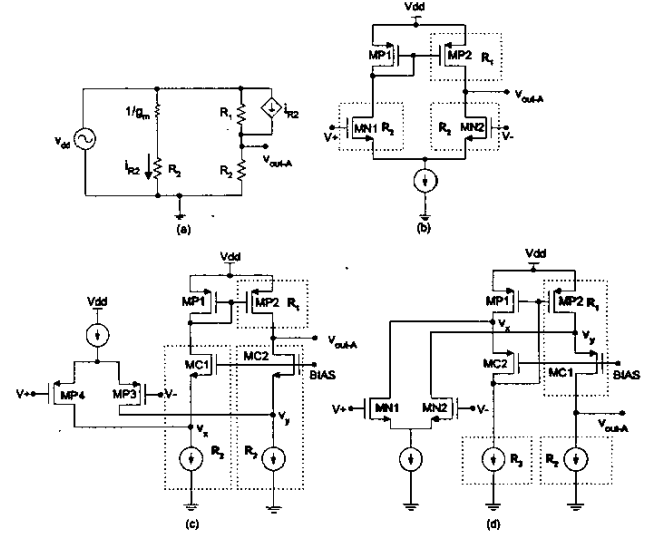 Vdd
MP1
MP2
R1
Vout-A
V+
MN1
R2
R2
MN2
V-
(b)
1/gm
R1
iR2
Vdd
iR2
R2
Vout-A
R2
(a)
Vdd
MP1
MP2
R1
Vdd
Vout-A
MC1
MC2
BIAS
V+
MP4
MP3
V-
Vx
Vy
R2
R2
(c)
Vdd
MP1
MP2
R1
Vx
Vy
MC2
MC1
BIAS
V+
MN1
MN2
V-
Vout-A
R2
R2
(d)